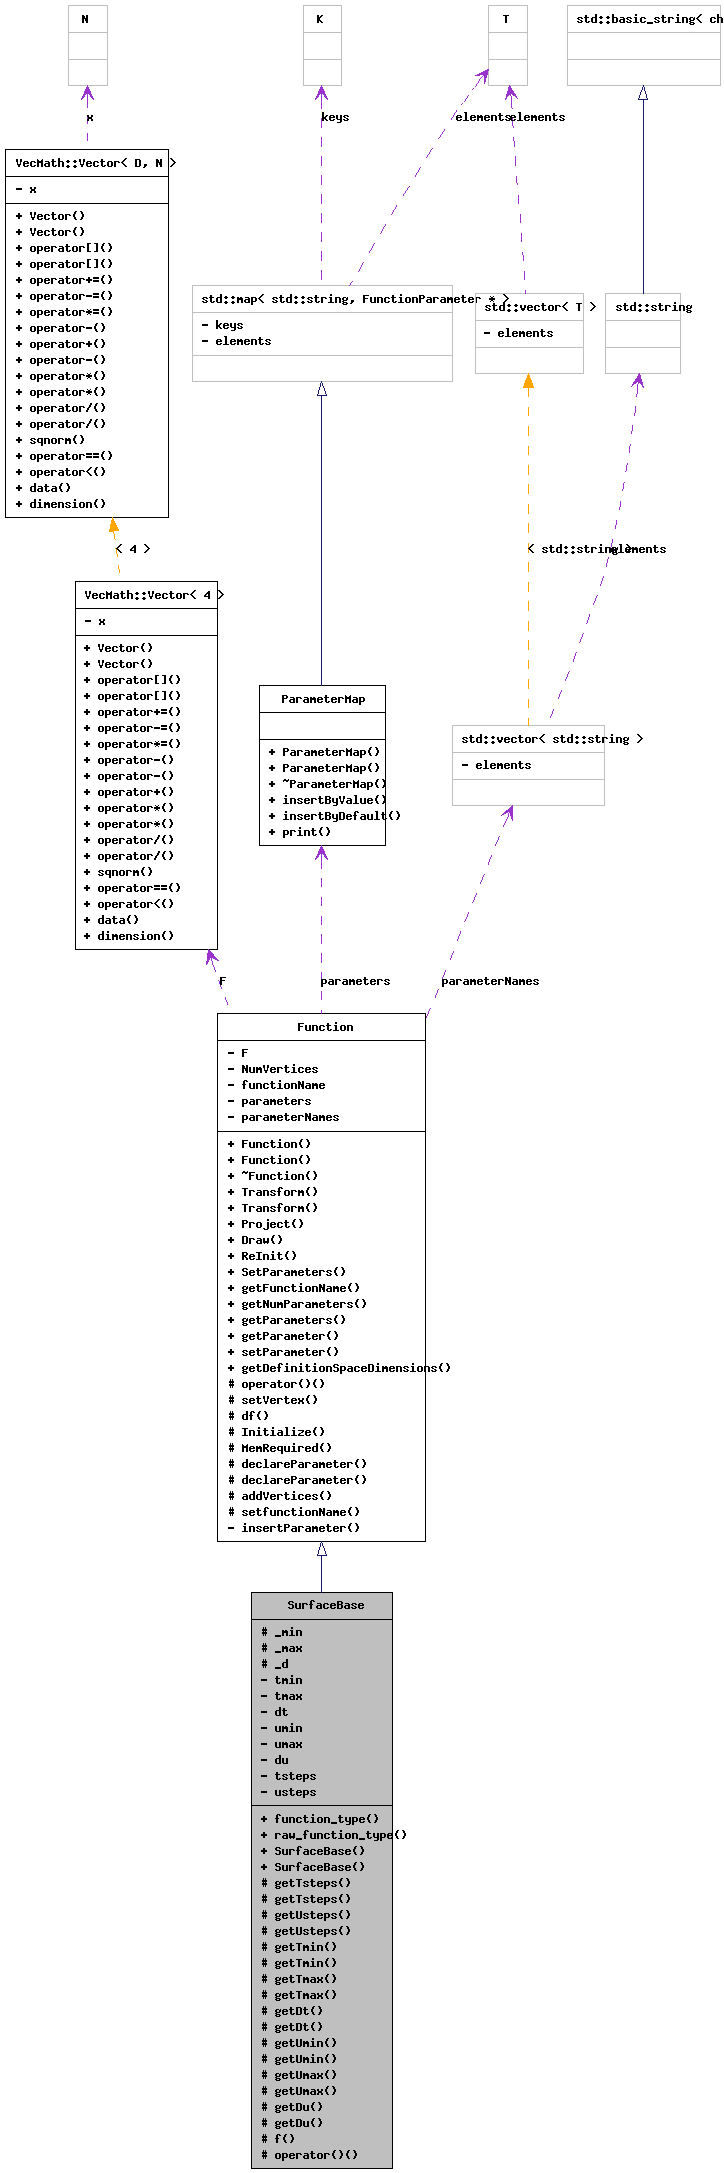 N
K
T
std::basic_string< ch
x
keys
elements
elements
VecMath::Vector< D, N >
- x
+ Vector()
+ Vector()
+ operator[]()
+ operator[]()
+ operator+=()
+ operator-=()
+ operator*=()
+ operator-()
+ operator+()
+ operator-()
+ operator*()
+ operator*()
+ operator/()
+ operator/()
+ sqnorm()
+ operator==()
+ operator<()
+ data()
+ dimension()
std::map< std::string, FunctionParameter * >
- keys
- elements
std::vector< T >
- elements
std::string
< 4 >
< std::string >
elements
VecMath::Vector< 4 >
- x
+ Vector()
+ Vector()
+ operator[]()
+ operator[]()
+ operator+=()
+ operator-=()
+ operator*=()
+ operator-()
+ operator-()
+ operator+()
+ operator*()
+ operator*()
+ operator/()
+ operator/()
+ sqnorm()
+ operator==()
+ operator<()
+ data()
+ dimension()
ParameterMap
+ ParameterMap()
+ ParameterMap()
+ ~ParameterMap()
+ insertByValue()
+ insertByDefault()
+ print()
std::vector< std::string >
- elements
F
parameters
parameterNames
Function
- F
- NumVertices
- functionName
- parameters
- parameterNames
+ Function()
+ Function()
+ ~Function()
+ Transform()
+ Transform()
+ Project()
+ Draw()
+ ReInit()
+ SetParameters()
+ getFunctionName()
+ getNumParameters()
+ getParameters()
+ getParameter()
+ setParameter()
+ getDefinitionSpaceDimensions()
# operator()()
# setVertex()
# df()
# Initialize()
# MemRequired()
# declareParameter()
# declareParameter()
# addVertices()
# setfunctionName()
- insertParameter()
SurfaceBase
# _min
# _max
# _d
- tmin
- tmax
- dt
- umin
- umax
- du
- tsteps
- usteps
+ function_type()
+ raw_function_type()
+ SurfaceBase()
+ SurfaceBase()
# getTsteps()
# getTsteps()
# getUsteps()
# getUsteps()
# getTmin()
# getTmin()
# getTmax()
# getTmax()
# getDt()
# getDt()
# getUmin()
# getUmin()
# getUmax()
# getUmax()
# getDu()
# getDu()
# f()
# operator()()